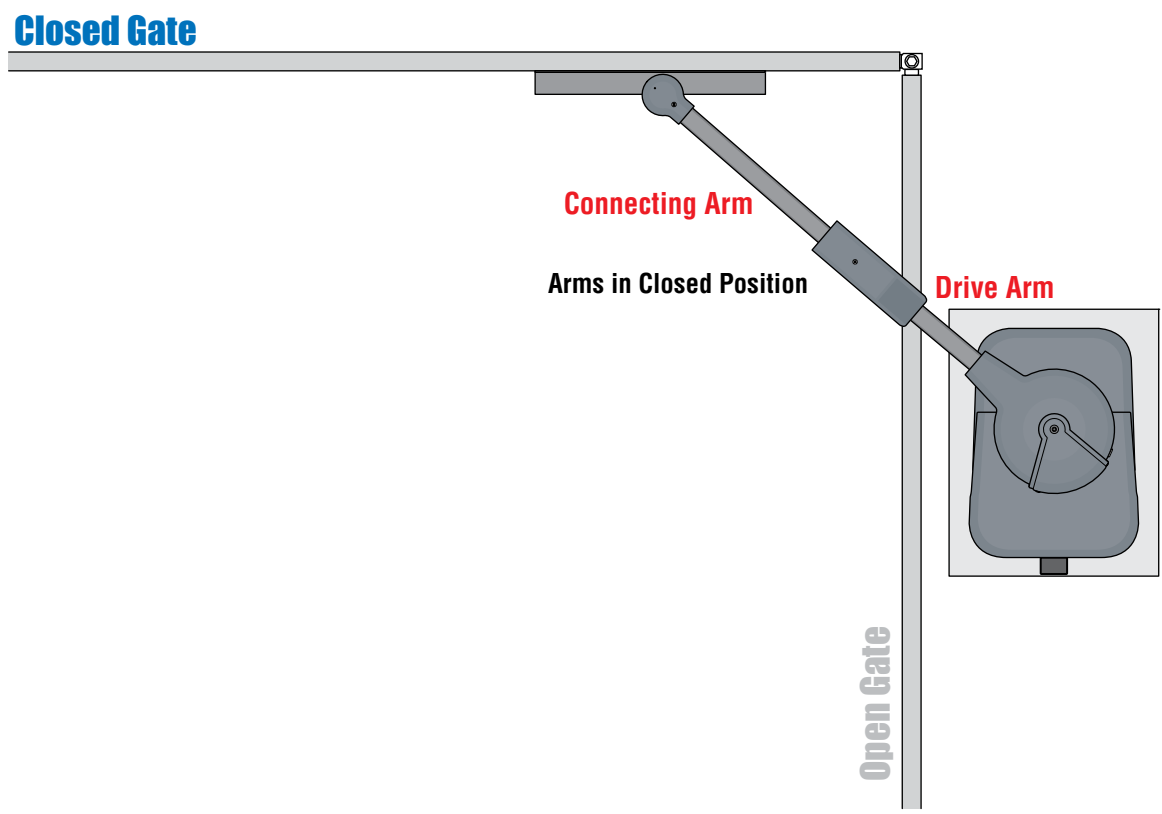 Closed Gate
Connecting Arm
Arms in Closed Position
Drive Arm
Open Gate